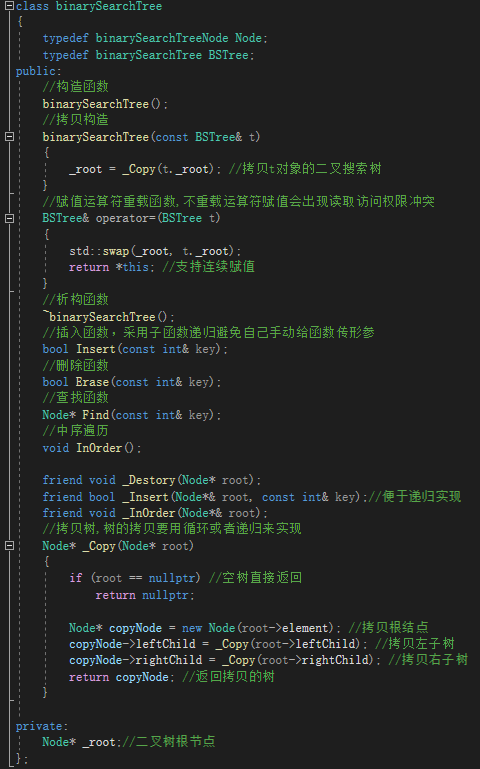 class binarySearchTree
{
    typedef binarySearchTreeNode Node;
    typedef binarySearchTree BSTree;
public:
    //构造函数
    binarySearchTree();
    //拷贝构造
    binarySearchTree(const BSTree& t)
    {
        _root = _Copy(t._root); //拷贝t对象的二叉搜索树
    }
    //赋值运算符重载函数,不重载运算符赋值会出现读取访问权限冲突
    BSTree& operator=(BSTree t)
    {
        std::swap(_root, t._root);
        return *this; //支持连续赋值
    }
    //析构函数
    ~binarySearchTree();
    //插入函数，采用子函数递归避免自己手动给函数传形参
    bool Insert(const int& key);
    //删除函数
    bool Erase(const int& key);
    //查找函数
    Node* Find(const int& key);
    //中序遍历
    void InOrder();

    friend void _Destory(Node* root);
    friend bool _Insert(Node*& root, const int& key);//便于递归实现
    friend void _InOrder(Node*& root);
    //拷贝树,树的拷贝要用循环或者递归来实现
    Node* _Copy(Node* root)
    {
        if (root == nullptr) //空树直接返回
            return nullptr;

        Node* copyNode = new Node(root->element); //拷贝根结点
        copyNode->leftChild = _Copy(root->leftChild); //拷贝左子树
        copyNode->rightChild = _Copy(root->rightChild); //拷贝右子树
        return copyNode; //返回拷贝的树
    }

private:
    Node* _root;//二叉树根节点
};